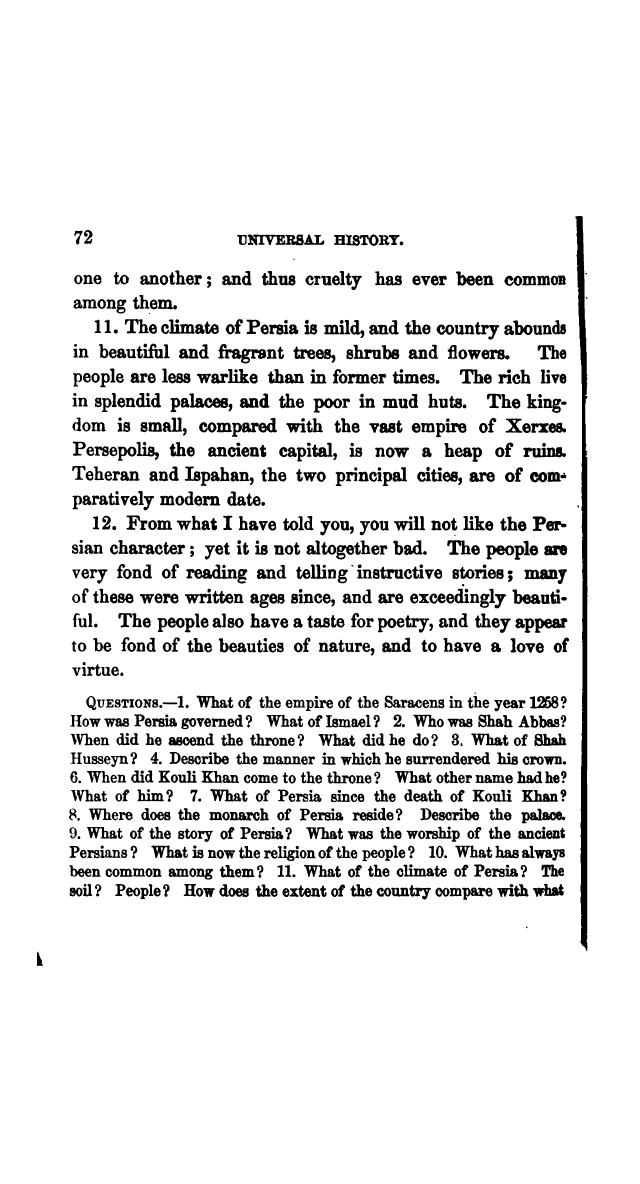 72 UNIVERSAL HISTORY.
one to another; and thus cruelty has ever been common
among them.
11. The climate of Persia is mild, and the country abounds
in beautiful and fragrant trees, shrubs and flowers. The
people are less warlike than in former times. The rich live
in splendid palaces, and the poor in mud huts. The king-
dom is small, compared with the vast empire of Xerxes.
Persepolis, the ancient capital, is now a heap of ruins.
Teheran and Ispahan, the two principal cities, are of com-
paratively modern date.
12. From what I have told you, you will not like the Per-
sian character; yet it is not altogether bad. The people are
very fond of reading and telling instructive stories; many
of these were written ages since, and are exceedingly beauti-
ful. The people also have a taste for poetry, and they appear
to be fond of the beauties of nature, and to have a love of
virtue.
QUESTIONS.—1. What of the empire of the Saracens in the year 1258?
How was Persia governed? What of Ismael? 2. Who was Shah Abbas?
When did he ascend the throne? What did he do? 3. What of Shah
Husseyn? 4. Describe the manner in which he surrendered his crown.
6. When did Kouli Khan come to the throne? What other name had he?
What of him? 7. What of Persia since the death of Kouli Khan?
8. Where does the monarch of Persia reside? Describe the palace.
9. What of the story of Persia? What was the worship of the ancient
Persians? What is now the religion of the people? 10. What has always
been common among them? 11. What of the climate of Persia? The
soil? People? How does the extent of the country compare with what